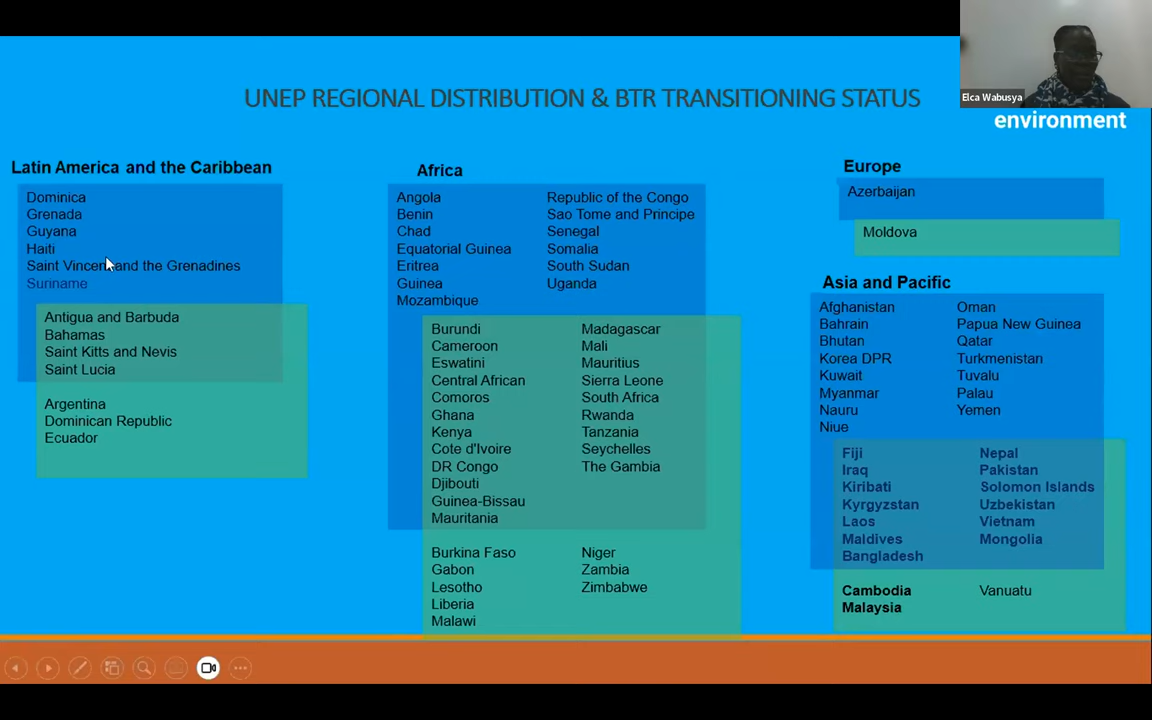 Elca Wabusya
UNEP REGIONAL DISTRIBUTION & BTR TRANSITIONING STATUS
environment
Latin America and the Caribbean
Dominica
Grenada
Guyana
Haiti
Saint Vincent and the Grenadines
Suriname
Antigua and Barbuda
Bahamas
Saint Kitts and Nevis
Saint Lucia
Argentina
Dominican Republic
Ecuador
Africa
Angola Republic of the Congo
Benin Sao Tome and Principe
Chad Senegal
Equatorial Guinea Somalia
Eritrea South Sudan
Guinea Uganda
Mozambique
Burundi Madagascar
Cameroon Mali
Eswatini Mauritius
Central African Sierra Leone
Comoros South Africa
Ghana Rwanda
Kenya Tanzania
Cote d'Ivoire Seychelles
DR Congo The Gambia
Djibouti
Guinea-Bissau
Mauritania
Burkina Faso Niger
Gabon Zambia
Lesotho Zimbabwe
Liberia
Malawi
Europe
Azerbaijan
Moldova
Asia and Pacific
Afghanistan Oman
Bahrain Papua New Guinea
Bhutan Qatar
Korea DPR Turkmenistan
Kuwait Tuvalu
Myanmar Palau
Nauru Yemen
Niue
Fiji Nepal
Iraq Pakistan
Kiribati Solomon Islands
Kyrgyzstan Uzbekistan
Laos Vietnam
Maldives Mongolia
Bangladesh
Cambodia Vanuatu
Malaysia